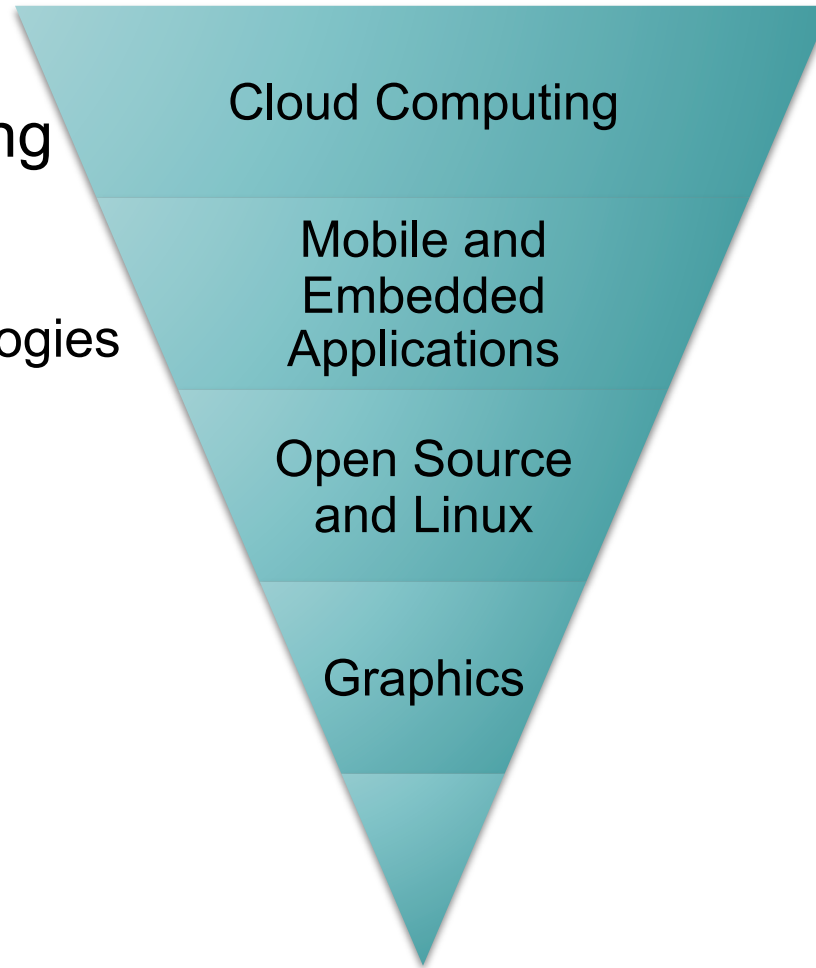 Cloud Computing
ng
Mobile and
Embedded
Applications
ogies
Open Source
and Linux
Graphics